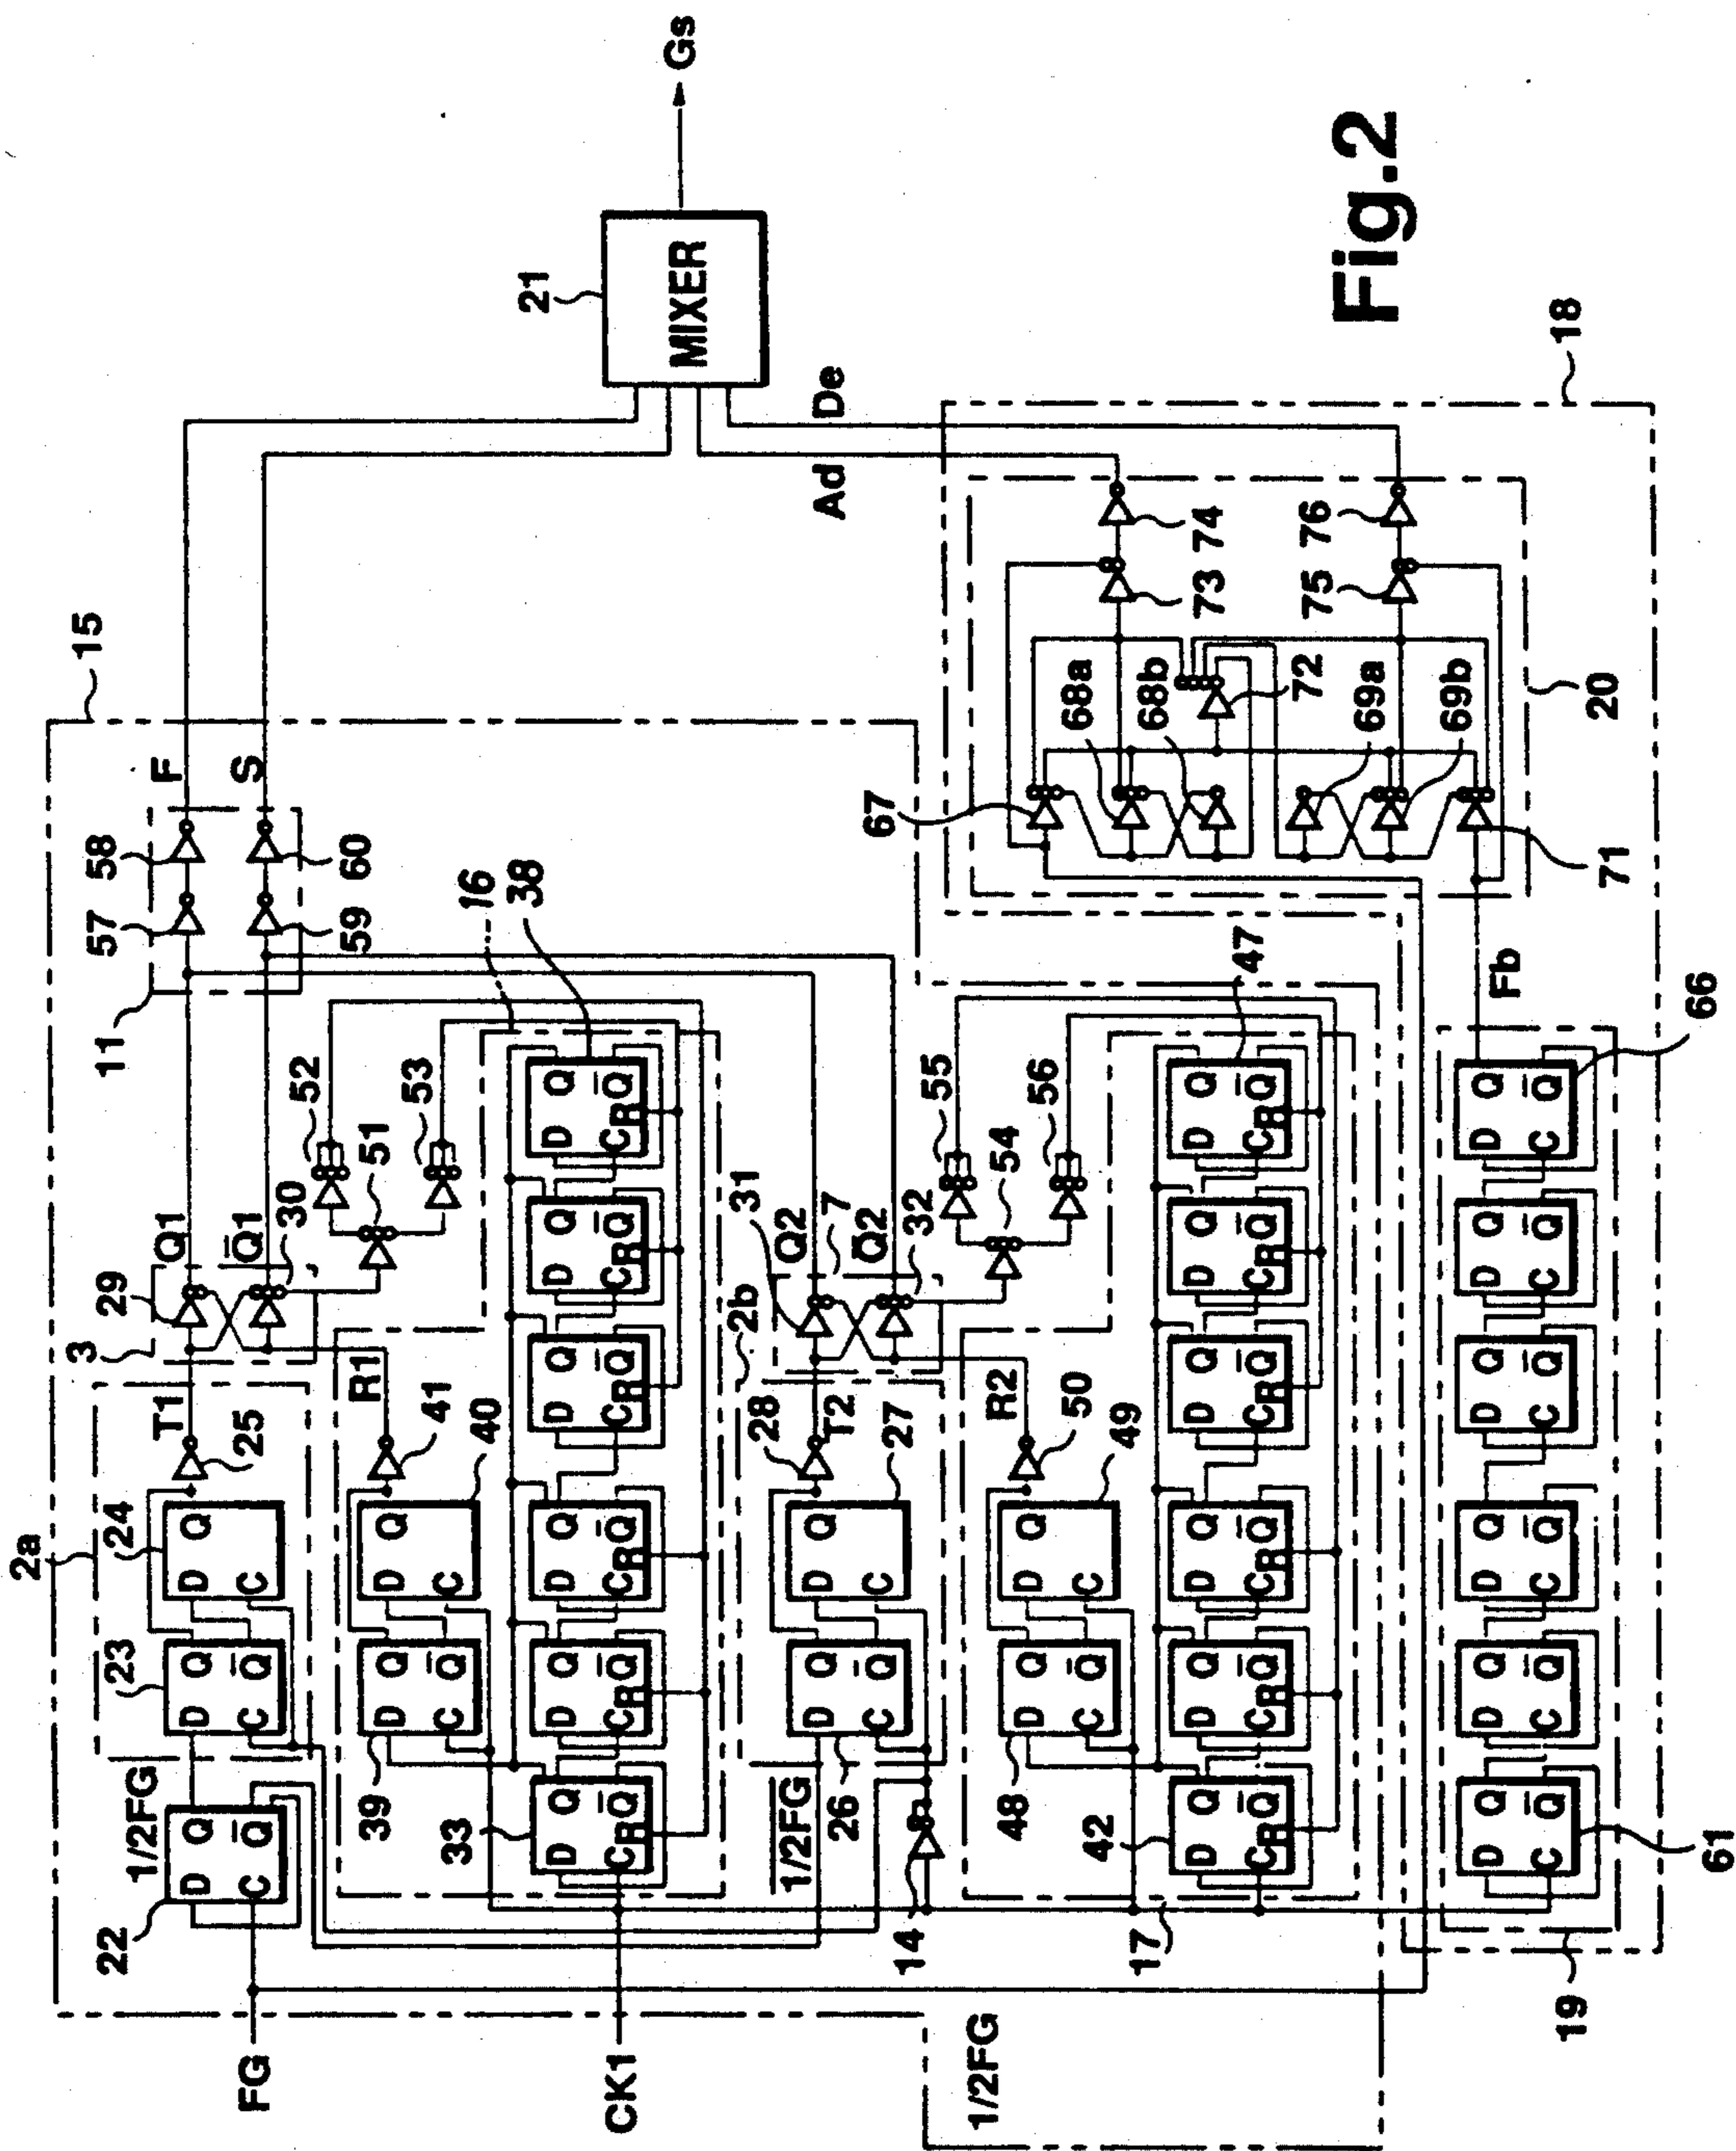 Fig.2
Gs
21
MIXER
De
Ad
18
15
F
S
58
60
57
59
11
16
38
52
51
53
Q1
Q̅1
29
30
3
2a
T1
25
24
23
22
1/2FG
R1
41
40
39
33
D
Q
C
Q̅
D
Q
C
Q̅
D
Q
C
D
Q
C
Q̅
D
Q
C
D
Q
C
Q̅
R
D
Q
C
Q̅
R
D
Q
C
Q̅
R
D
Q
C
Q̅
R
D
Q
C
Q̅
R
D
Q
C
Q̅
R
FG
CK1
1/2FG
31
Q2
7
Q̅2
32
2b
28
T2
27
26
1/2F̅G̅
14
55
54
56
47
R2
50
49
48
42
17
D
Q
C
Q̅
D
Q
C
D
Q
C
Q̅
D
Q
C
D
Q
C
Q̅
R
D
Q
C
Q̅
R
D
Q
C
Q̅
R
D
Q
C
Q̅
R
D
Q
C
Q̅
R
D
Q
C
Q̅
R
74
73
76
75
72
67
68a
68b
69a
69b
71
20
Fb
66
61
19
D
Q
C
Q̅
D
Q
C
Q̅
D
Q
C
Q̅
D
Q
C
Q̅
D
Q
C
Q̅
D
Q
C
Q̅